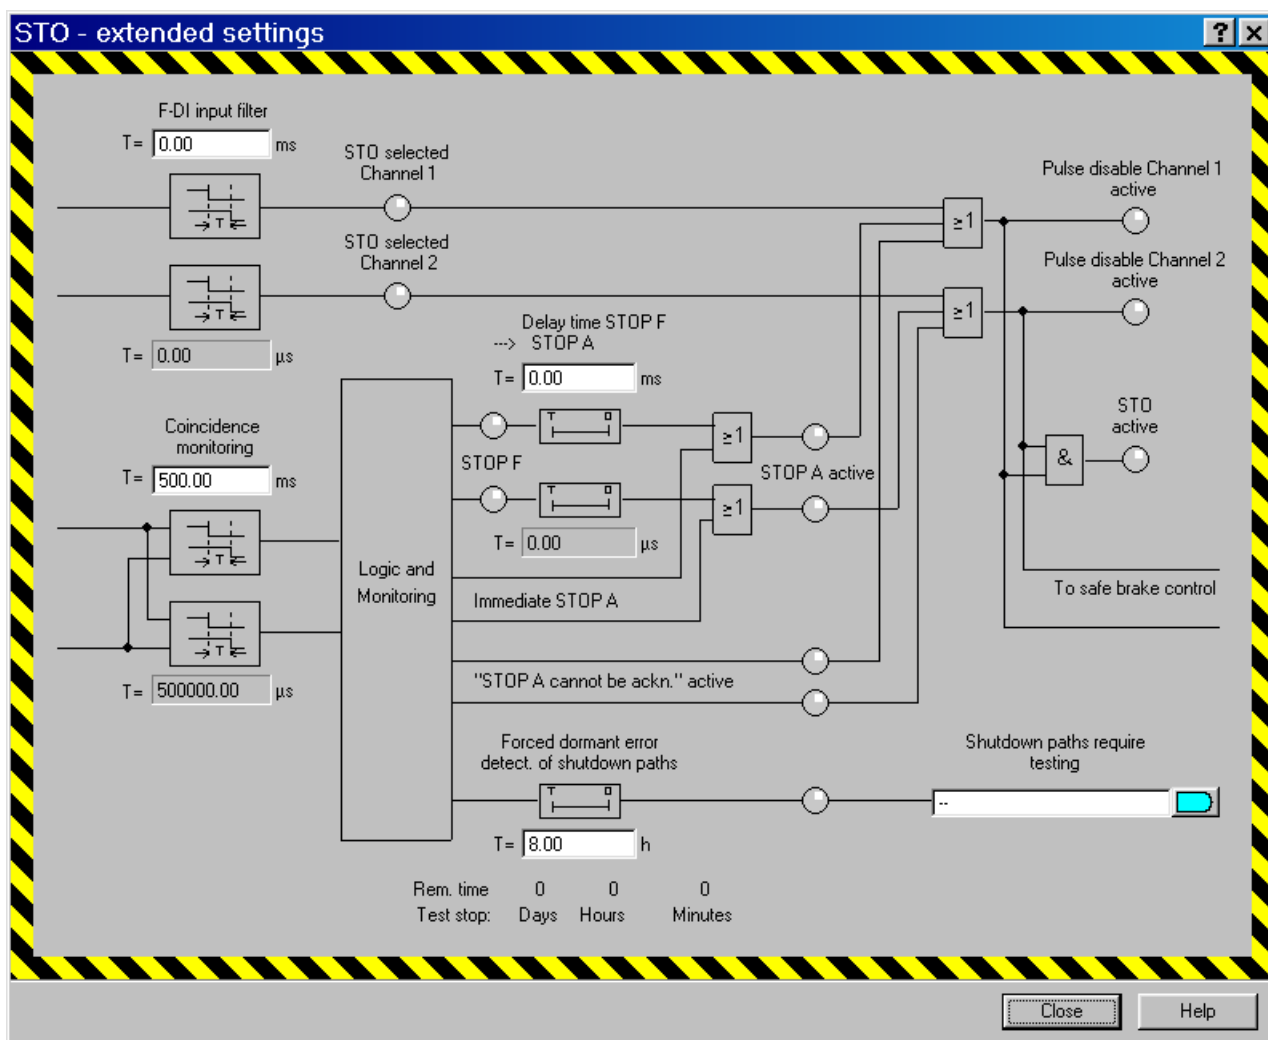 STO - extended settings
F-DI input filter
T= 0.00 ms
STO selected
Channel 1
STO selected
Channel 2
T= 0.00 µs
Pulse disable Channel 1
active
Pulse disable Channel 2
active
≥1
≥1
Delay time STOP F
---> STOP A
T= 0.00 ms
Coincidence
monitoring
T= 500.00 ms
STOP F
≥1
≥1
STOP A active
STO
active
&
T= 0.00 µs
Logic and
Monitoring
Immediate STOP A
To safe brake control
T= 500000.00 µs
"STOP A cannot be ackn." active
Forced dormant error
detect. of shutdown paths
T= 8.00 h
Shutdown paths require
testing
--
Rem. time 0 0 0
Test stop: Days Hours Minutes
Close Help